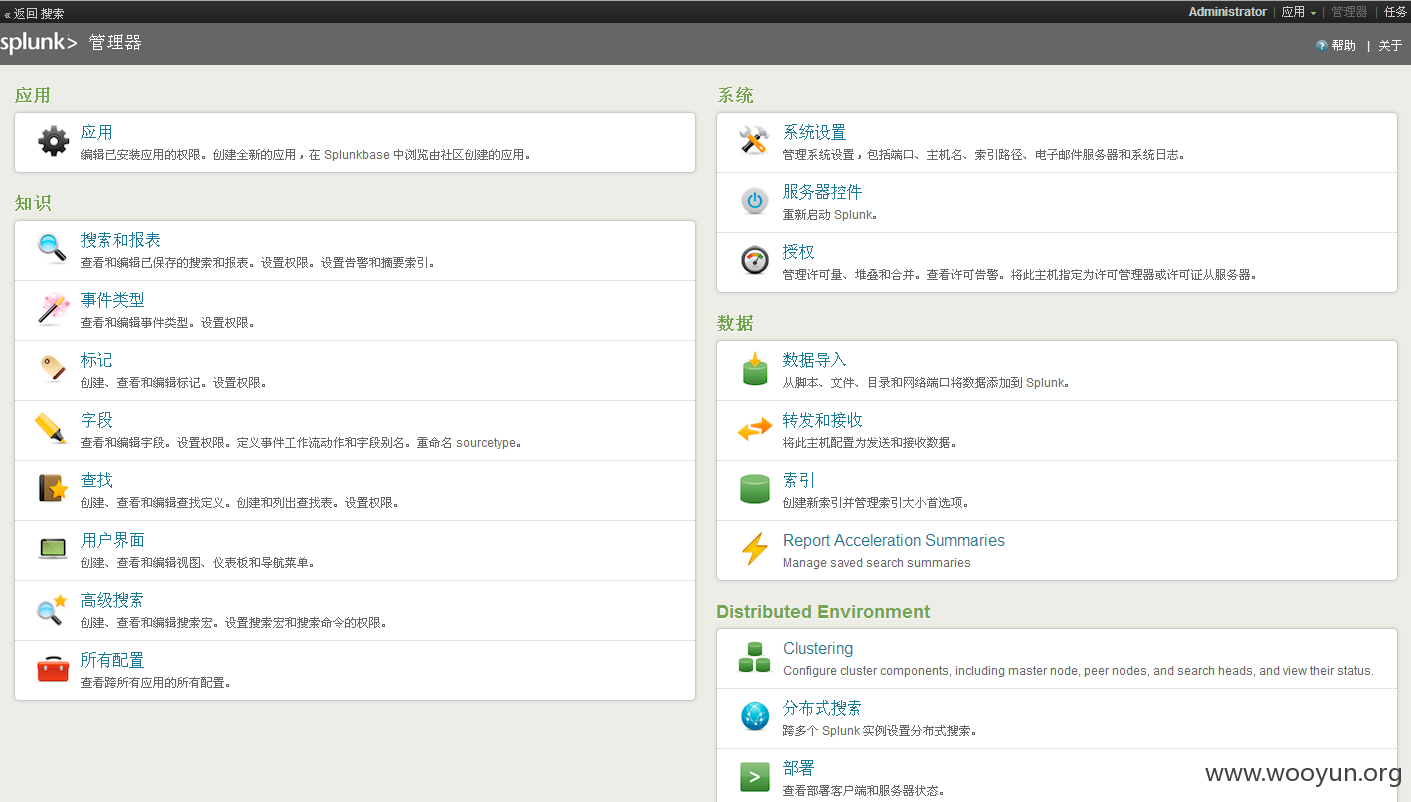 « 返回 搜索
Administrator | 应用 | 管理器 | 任务
splunk> 管理器
帮助 | 关于
应用
应用
编辑已安装应用的权限。创建全新的应用，在 Splunkbase 中浏览由社区创建的应用。
知识
搜索和报表
查看和编辑已保存的搜索和报表。设置权限。设置告警和摘要索引。
事件类型
查看和编辑事件类型。设置权限。
标记
创建、查看和编辑标记。设置权限。
字段
查看和编辑字段。设置权限。定义事件工作流动作和字段别名。重命名 sourcetype。
查找
创建、查看和编辑查找定义。创建和列出查找表。设置权限。
用户界面
创建、查看和编辑视图、仪表板和导航菜单。
高级搜索
创建、查看和编辑搜索宏。设置搜索宏和搜索命令的权限。
所有配置
查看跨所有应用的所有配置。
系统
系统设置
管理系统设置，包括端口、主机名、索引路径、电子邮件服务器和系统日志。
服务器控件
重新启动 Splunk。
授权
管理许可量、堆叠和合并。查看许可告警。将此主机指定为许可管理器或许可证从服务器。
数据
数据导入
从脚本、文件、目录和网络端口将数据添加到 Splunk。
转发和接收
将此主机配置为发送和接收数据。
索引
创建新索引并管理索引大小首选项。
Report Acceleration Summaries
Manage saved search summaries
Distributed Environment
Clustering
Configure cluster components, including master node, peer nodes, and search heads, and view their status.
分布式搜索
跨多个 Splunk 实例设置分布式搜索。
部署
查看部署客户端和服务器状态。
www.wooyun.org